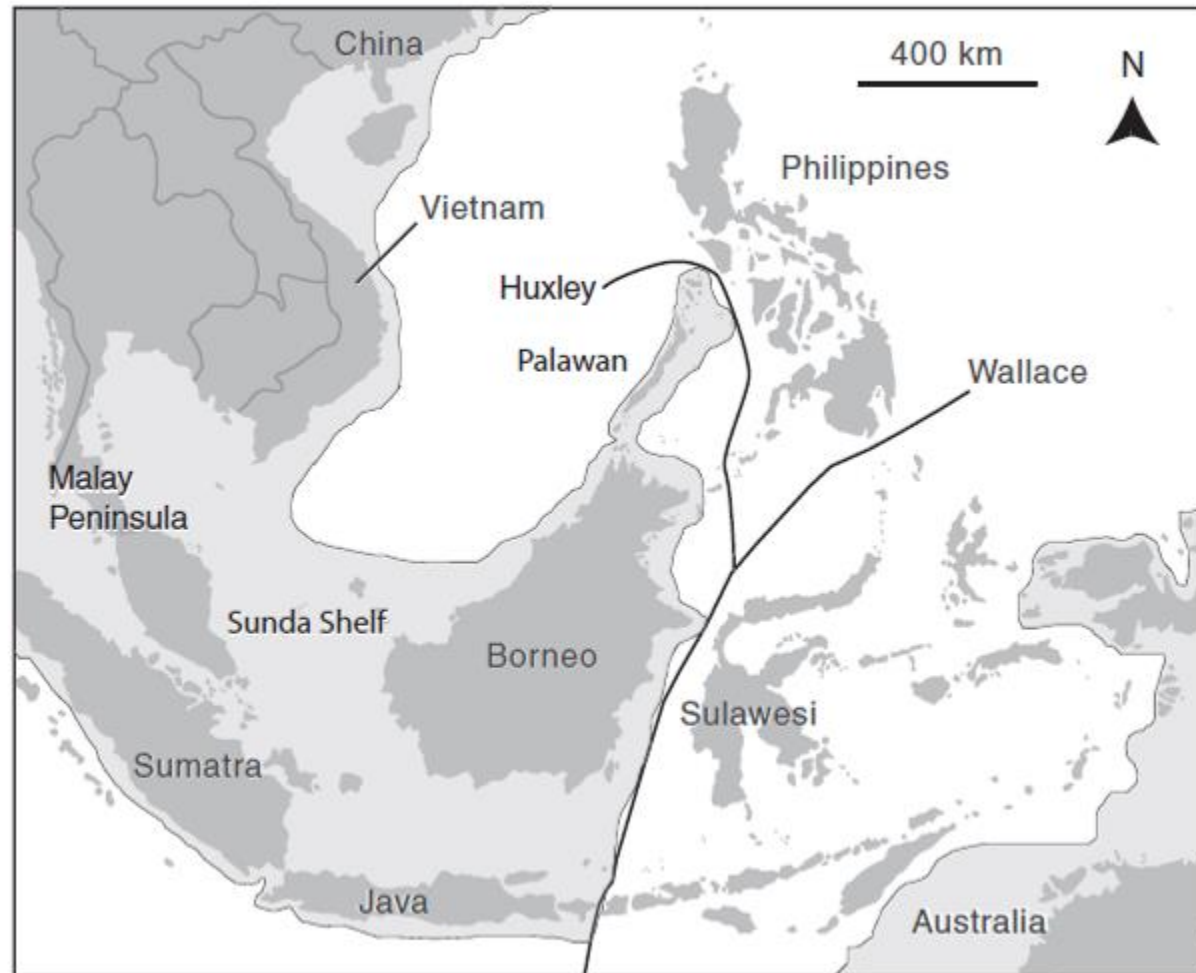 China
400 km
N
Philippines
Vietnam
Huxley
Palawan
Wallace
Malay
Peninsula
Sunda Shelf
Borneo
Sulawesi
Sumatra
Java
Australia